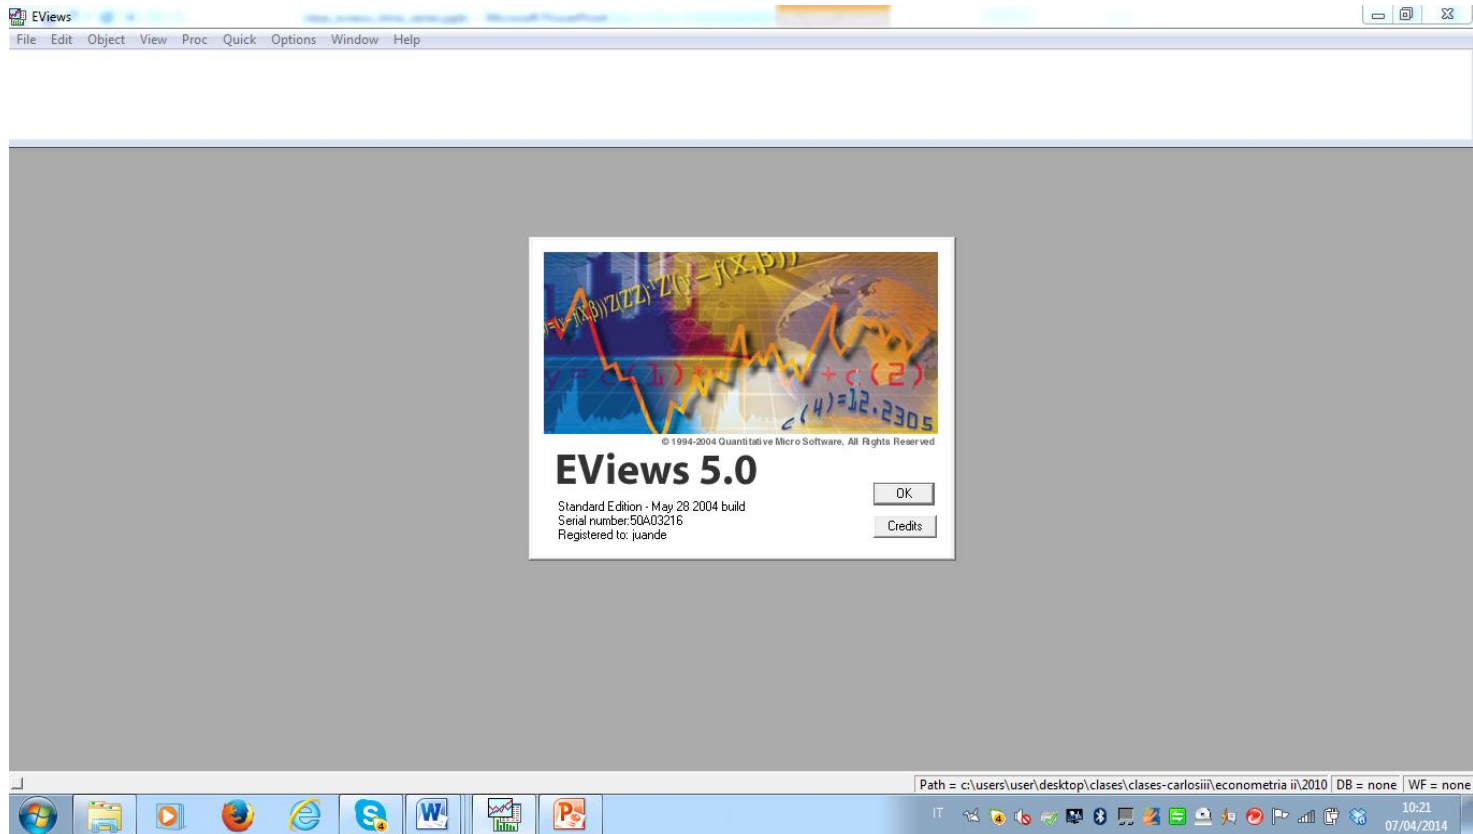 EViews
File Edit Object View Proc Quick Options Window Help
y = c(1)* + c(2)
c(4)=12.2305
© 1994-2004 Quantitative Micro Software. All Rights Reserved
EViews 5.0
Standard Edition - May 28 2004 build
Serial number:50A03216
Registered to: juande
OK
Credits
Path = c:\users\user\desktop\clases\clases-carlosiii\econometria ii\2010 DB = none WF = none
IT
10:21
07/04/2014